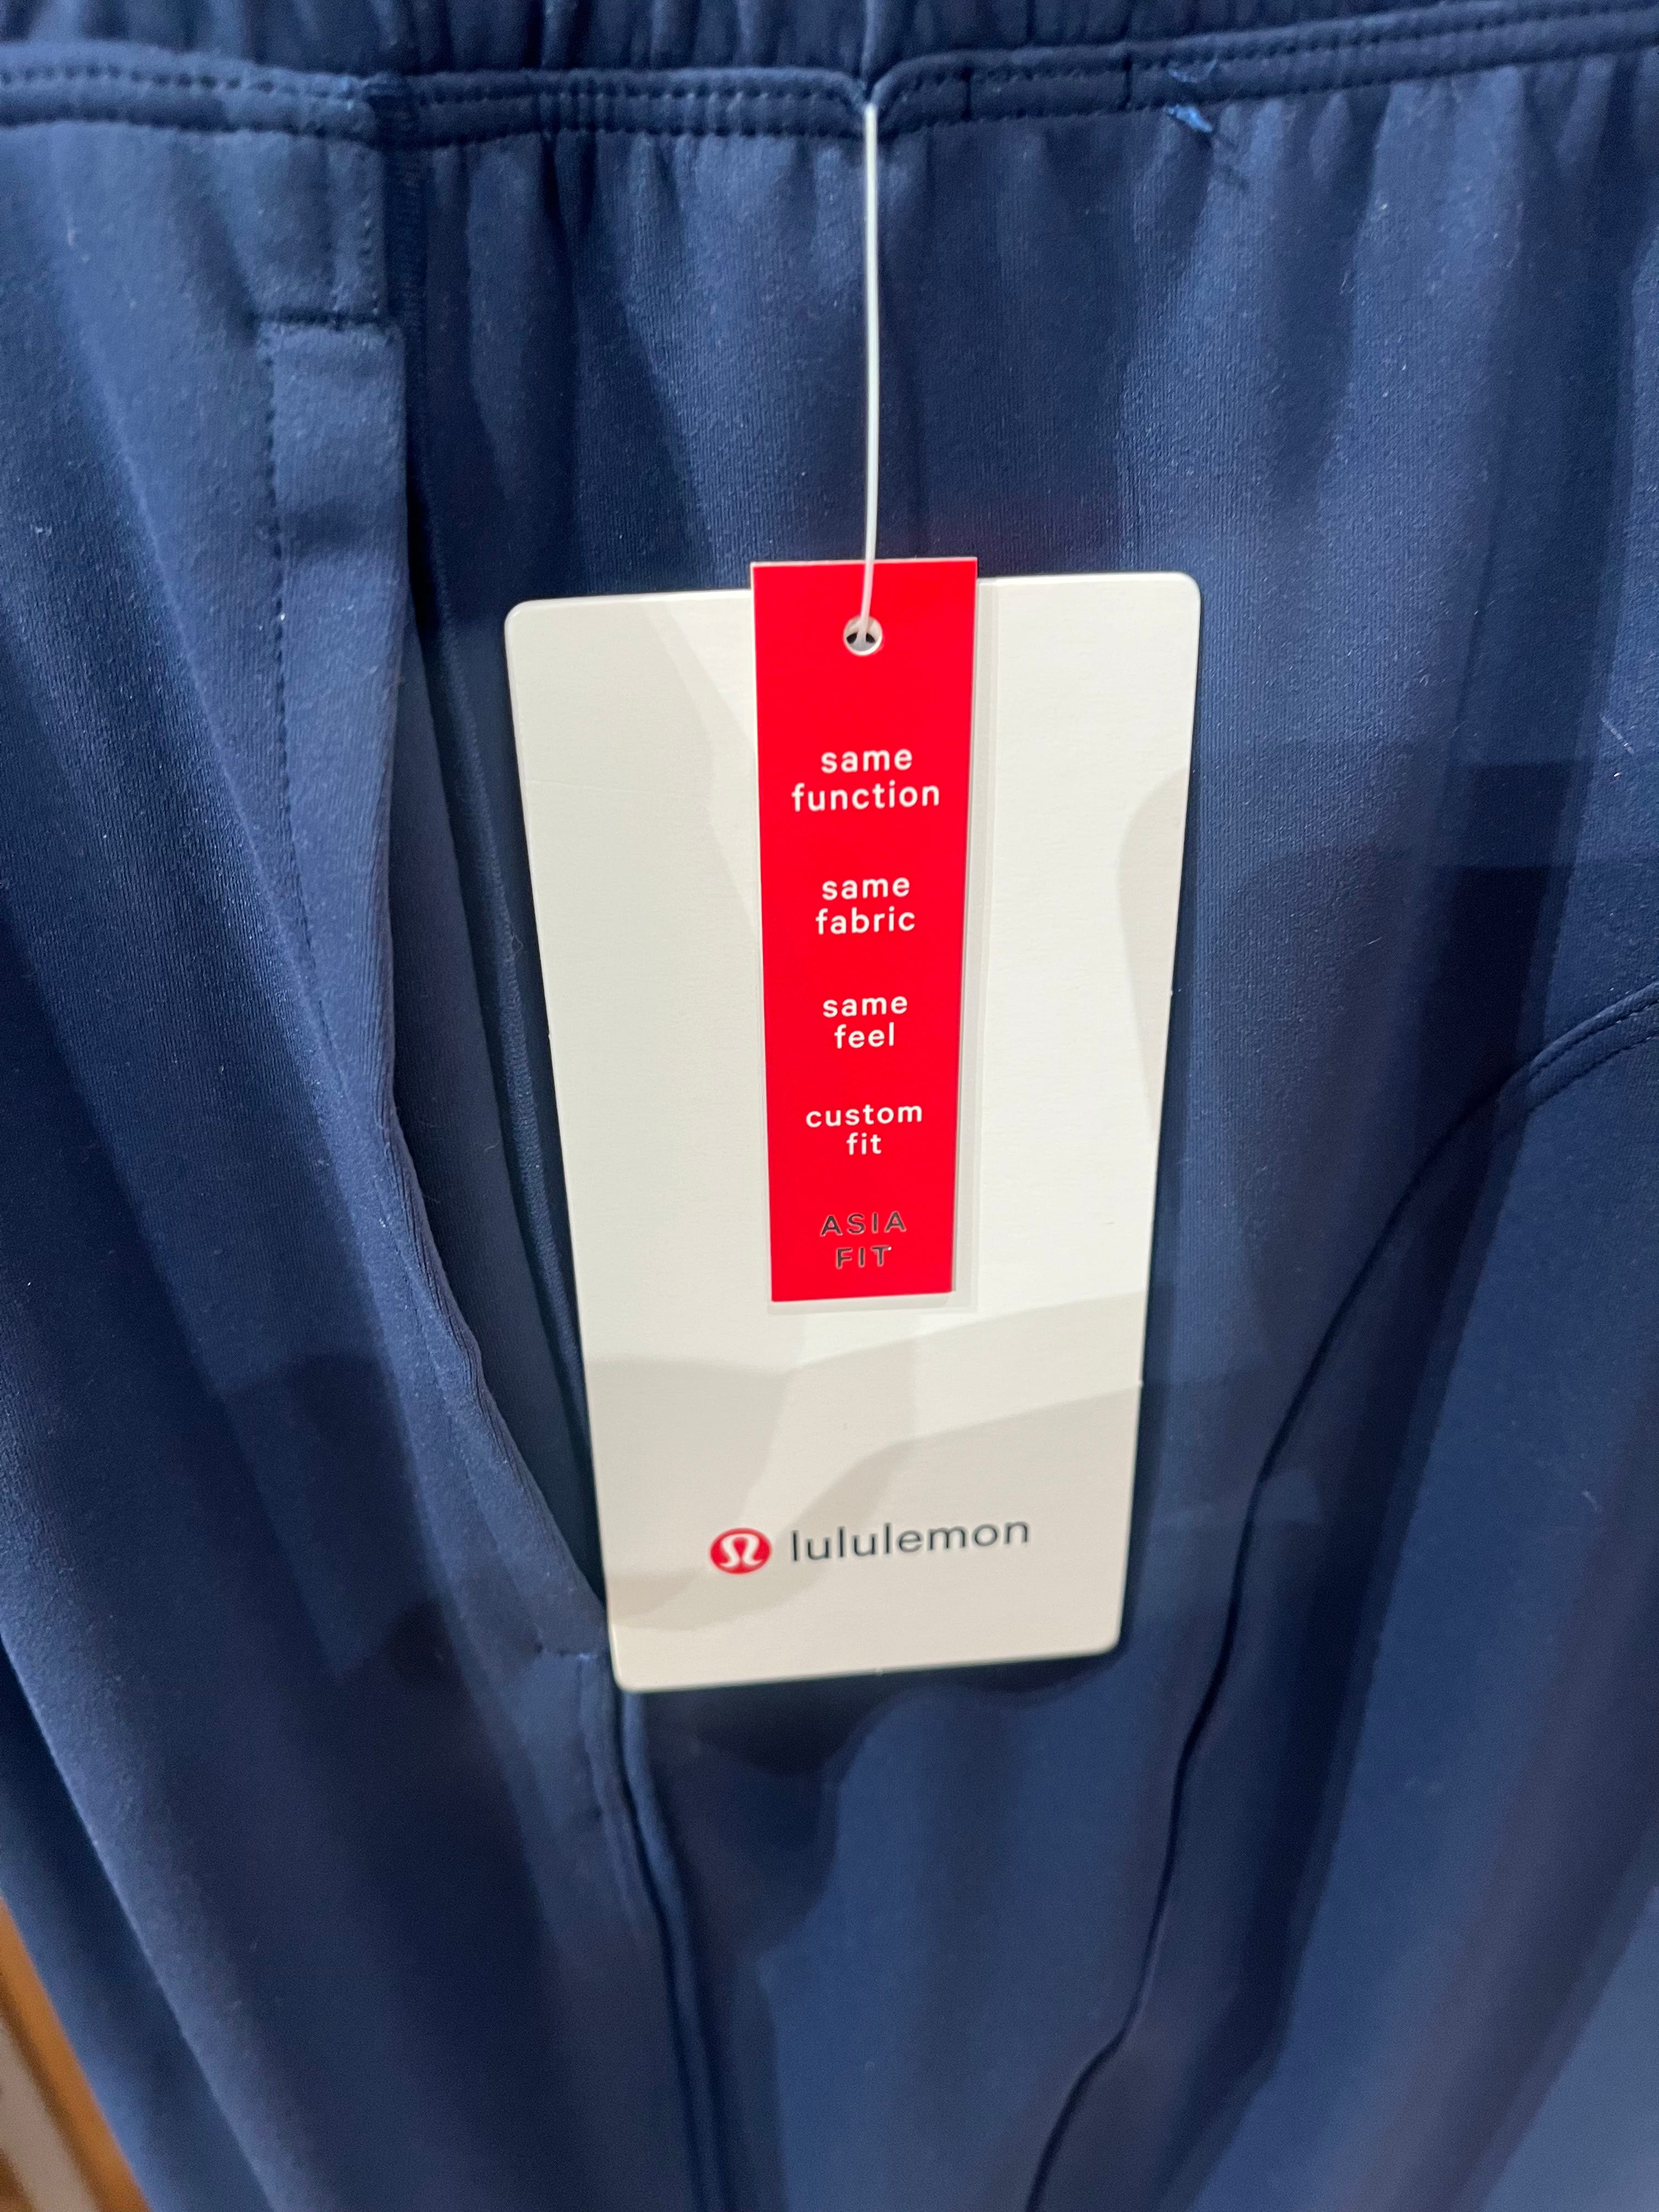 same
function
same
fabric
same
feel
custom
fit
ASIA
FIT
lululemon